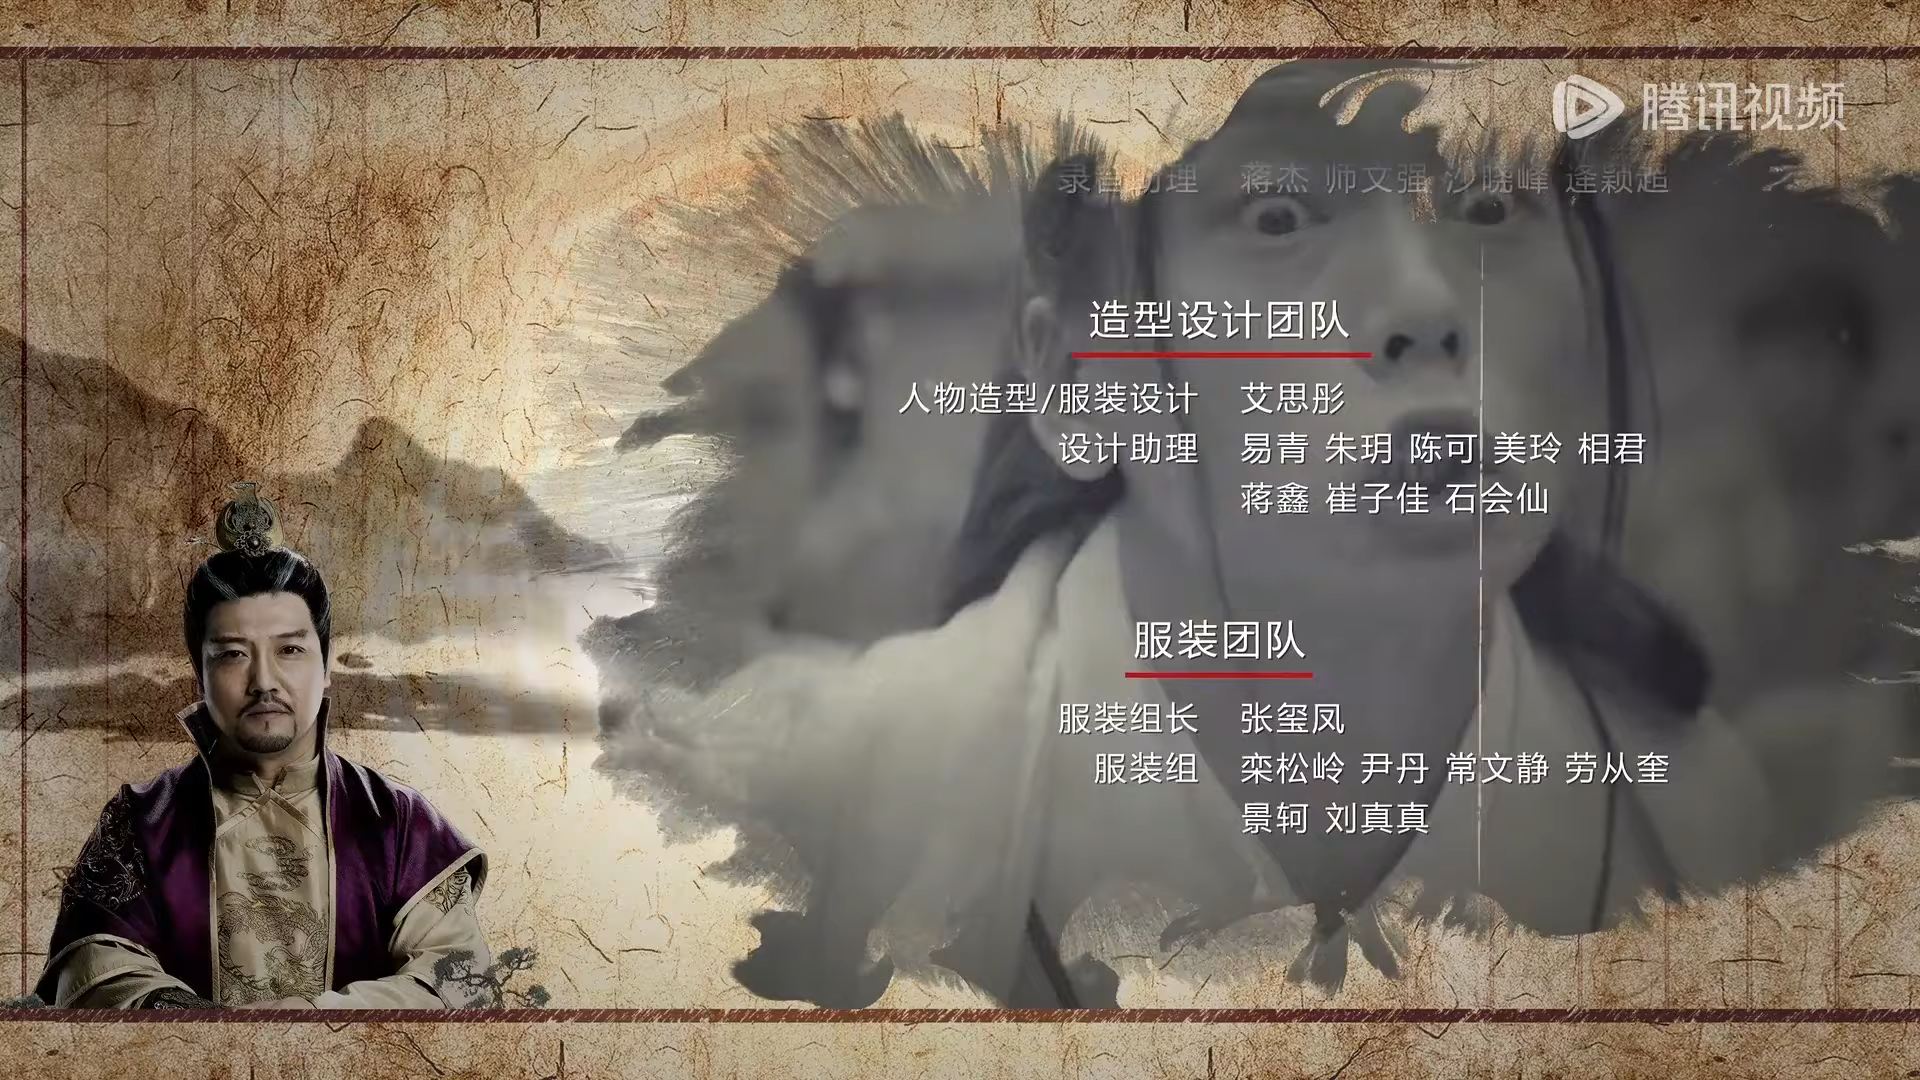 腾讯视频
录音助理 蒋杰 师文强 沙晓峰 逄颖超
造型设计团队
人物造型/服装设计 艾思彤
设计助理 易青 朱玥 陈可 美玲 相君
蒋鑫 崔子佳 石会仙
服装团队
服装组长 张玺凤
服装组 栾松岭 尹丹 常文静 劳从奎
景轲 刘真真